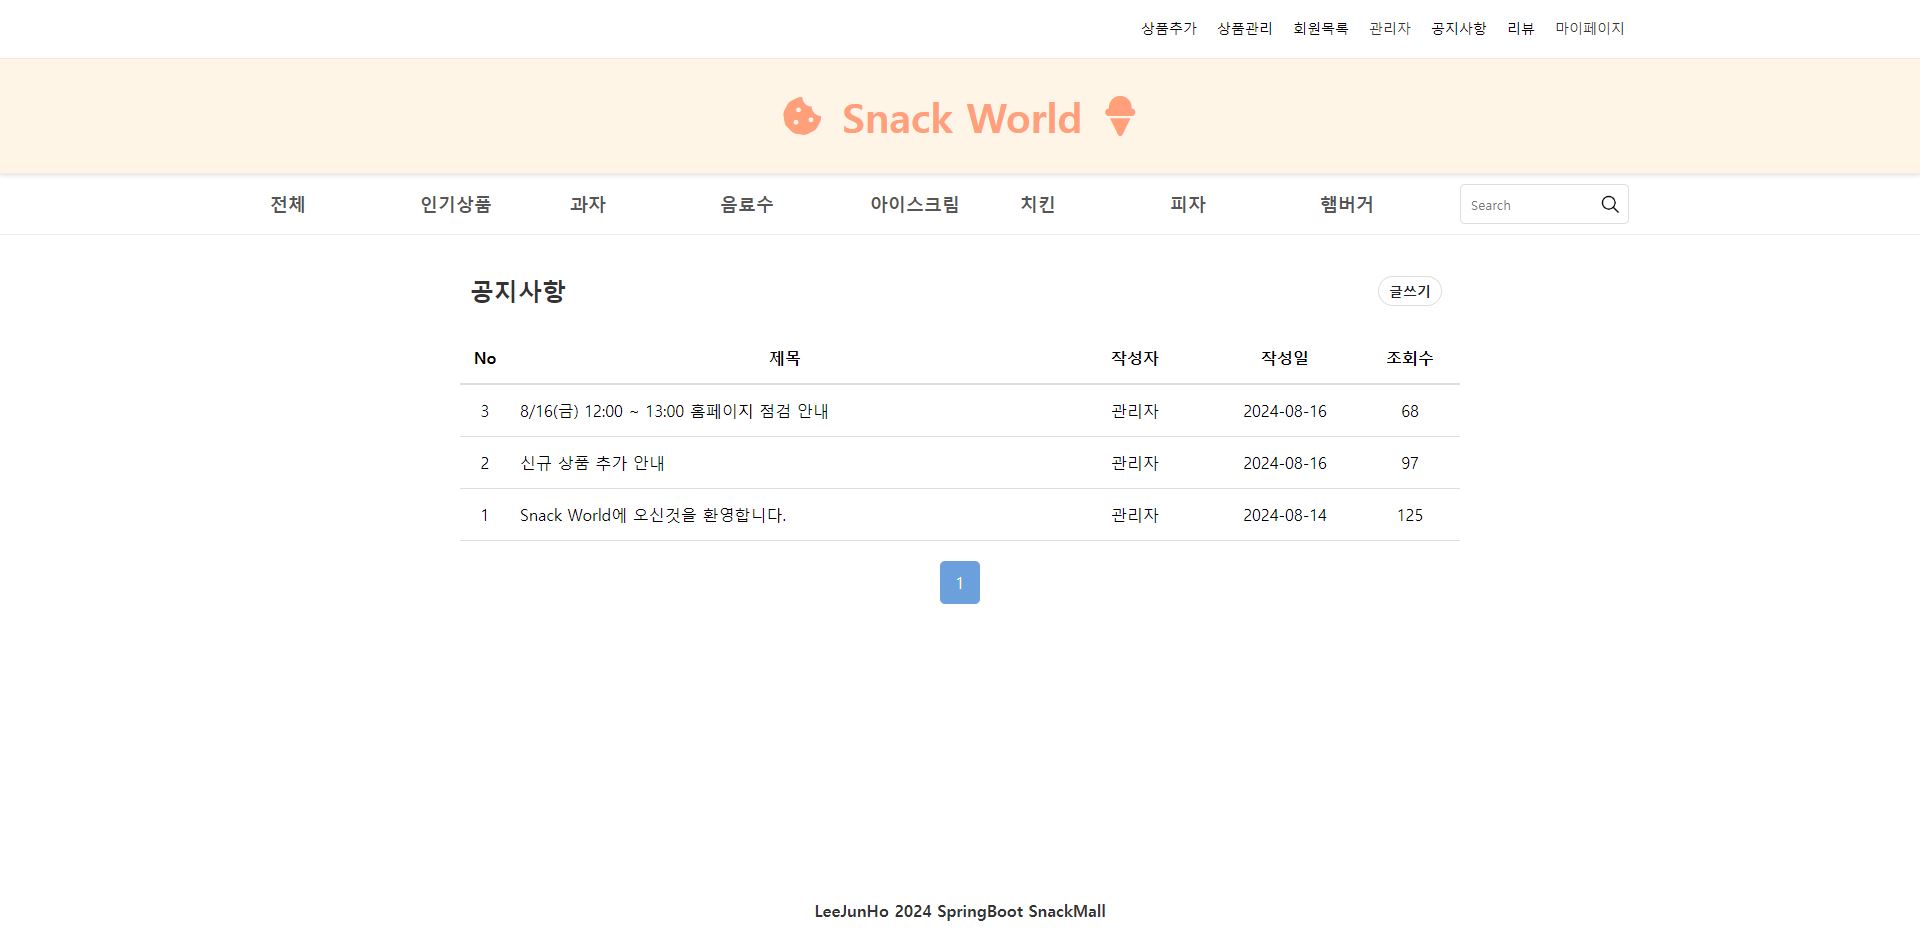 상품추가 상품관리 회원목록 관리자 공지사항 리뷰 마이페이지
Snack World
전체 인기상품 과자 음료수 아이스크림 치킨 피자 햄버거 Search
공지사항 글쓰기
No 제목 작성자 작성일 조회수
3 8/16(금) 12:00 ~ 13:00 홈페이지 점검 안내 관리자 2024-08-16 68
2 신규 상품 추가 안내 관리자 2024-08-16 97
1 Snack World에 오신것을 환영합니다. 관리자 2024-08-14 125
1
LeeJunHo 2024 SpringBoot SnackMall